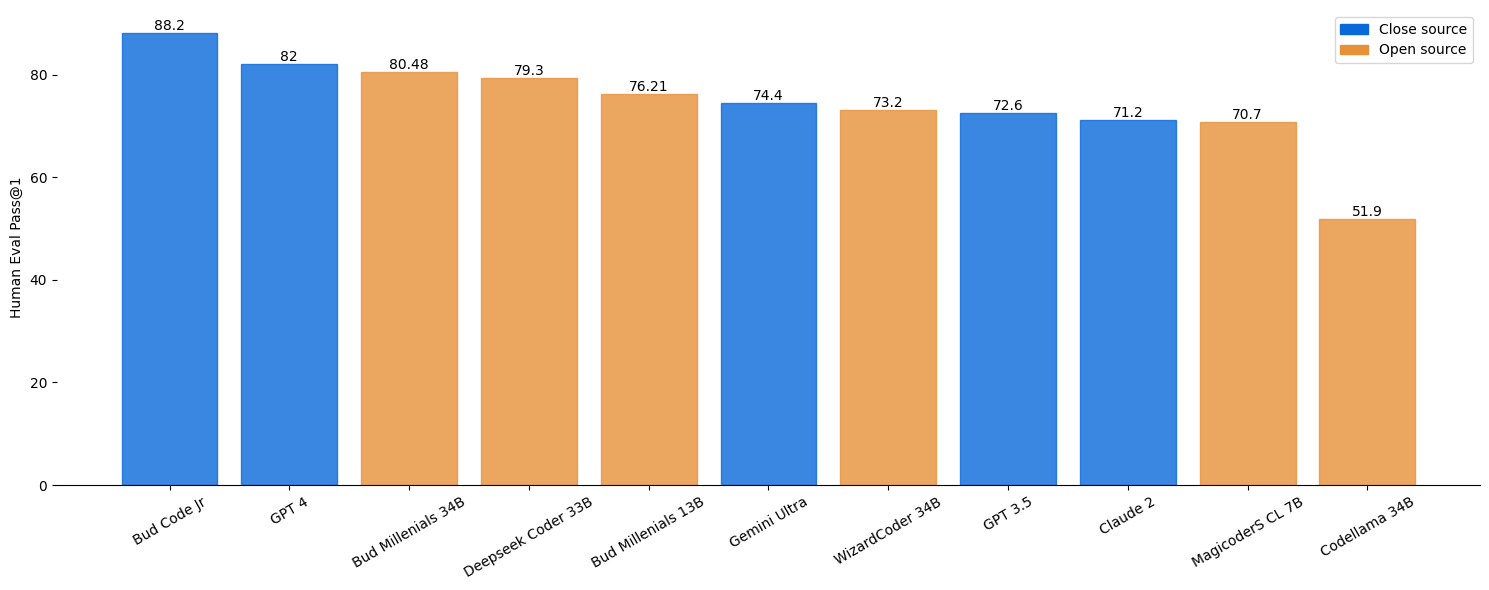 88.2
82
80.48
79.3
76.21
74.4
73.2
72.6
71.2
70.7
51.9
Close source
Open source
Human Eval Pass@1
80
60
40
20
0
Bud Code Jr
GPT 4
Bud Millenials 34B
Deepseek Coder 33B
Bud Millenials 13B
Gemini Ultra
WizardCoder 34B
GPT 3.5
Claude 2
MagicoderS CL 7B
Codellama 34B